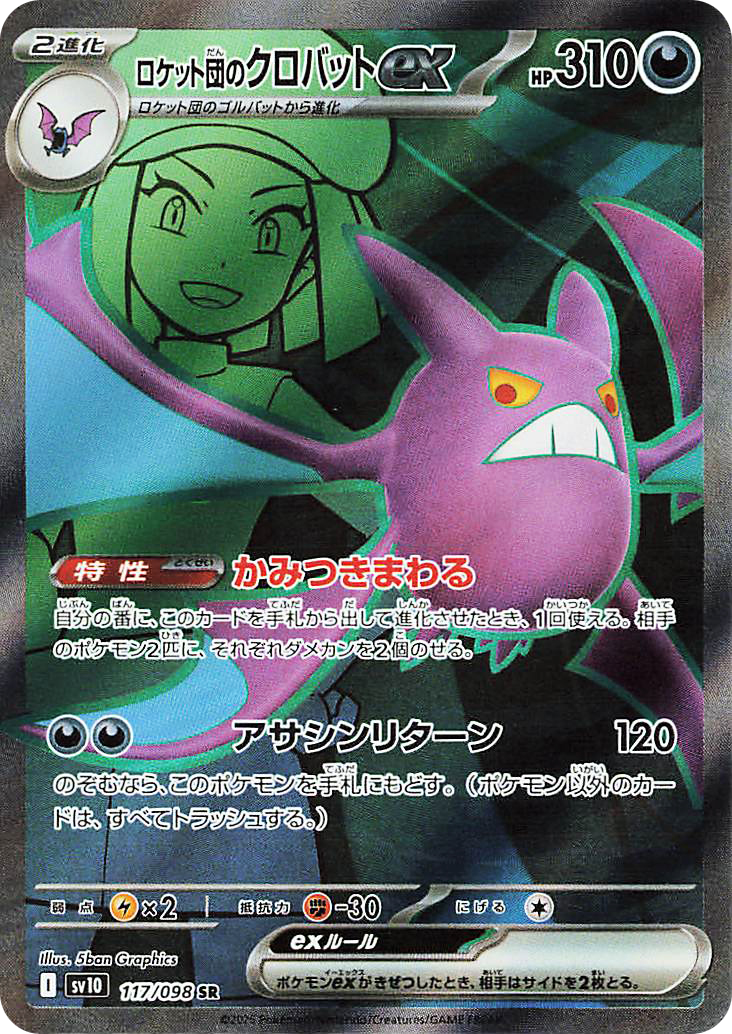 2進化
ロケット団のクロバットex
HP310
ロケット団のゴルバットから進化
特性 かみつきまわる
自分の番に、このカードを手札から出して進化させたとき、1回使える。相手
のポケモン2匹に、それぞれダメカンを2個のせる。
アサシンリターン 120
のぞむなら、このポケモンを手札にもどす。(ポケモン以外のカー
ドは、すべてトラッシュする。)
弱点 ×2 抵抗力 -30 にげる
Illus. 5ban Graphics
exルール
ポケモンexがきぜつしたとき、相手はサイドを2枚とる。
I sv10 117/098 SR
©2025 Pokémon/Nintendo/Creatures/GAME FREAK